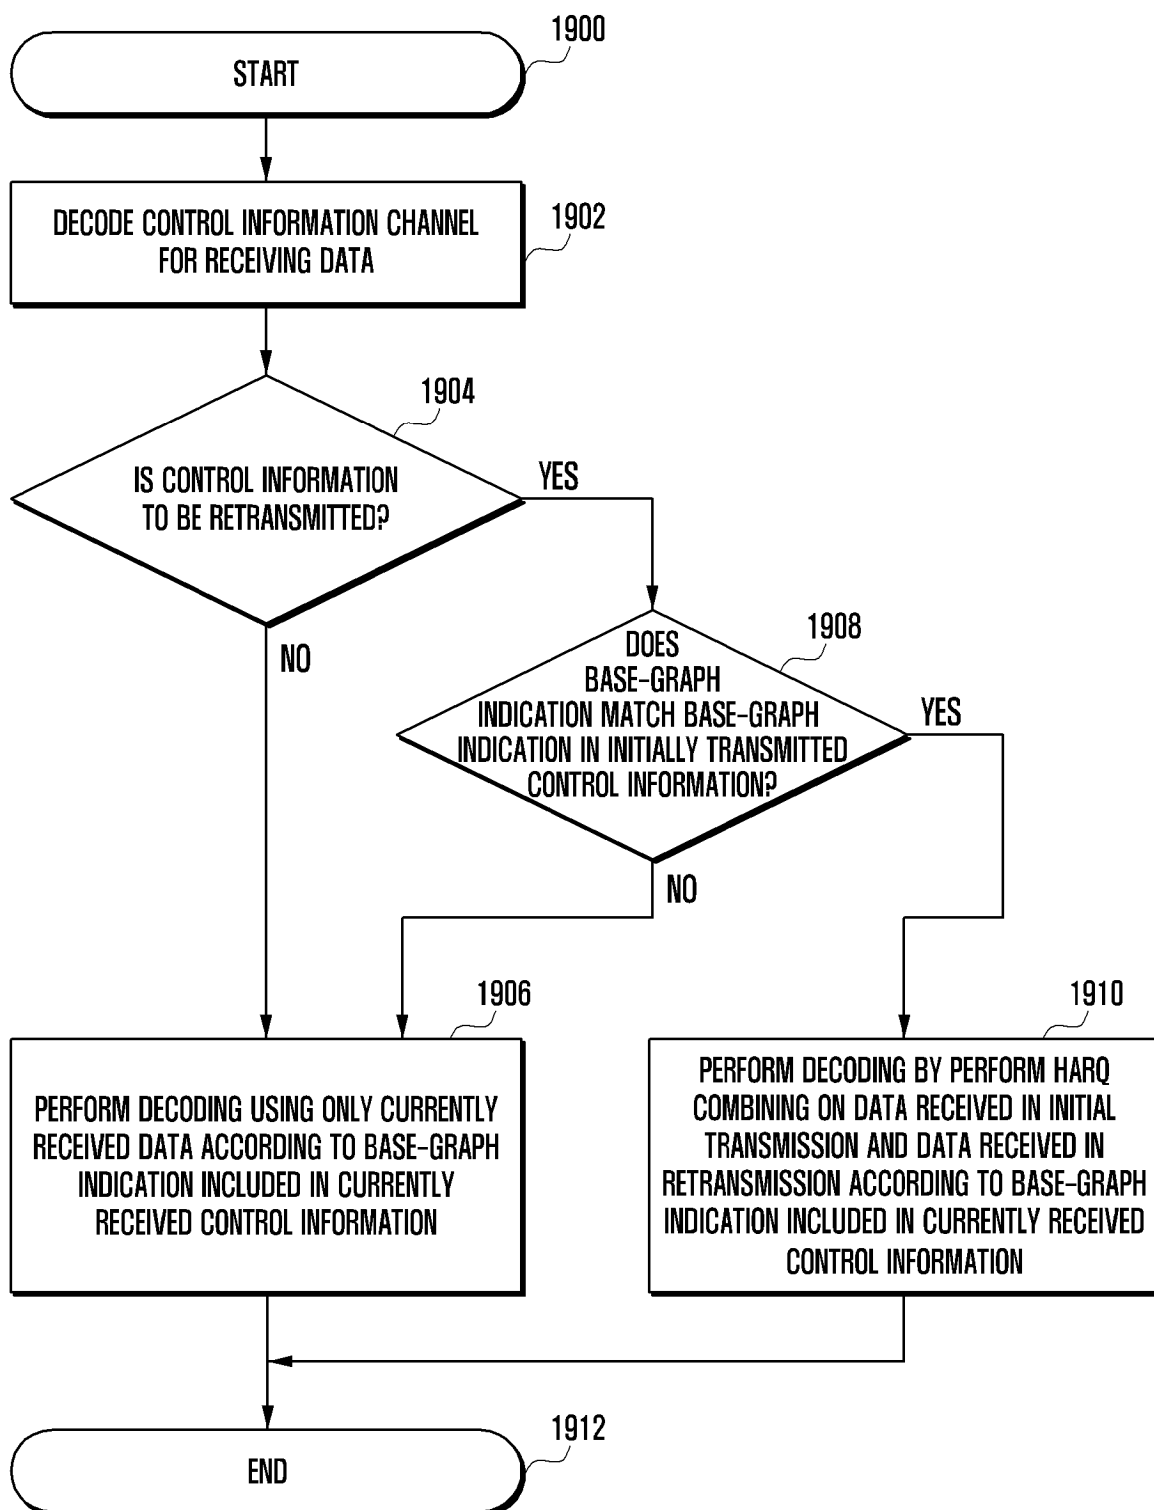 1900
START
DECODE CONTROL INFORMATION CHANNEL
FOR RECEIVING DATA
1902
1904
IS CONTROL INFORMATION
TO BE RETRANSMITTED?
YES
NO
1908
DOES
BASE-GRAPH
INDICATION MATCH BASE-GRAPH
INDICATION IN INITIALLY TRANSMITTED
CONTROL INFORMATION?
YES
NO
1906
PERFORM DECODING USING ONLY CURRENTLY
RECEIVED DATA ACCORDING TO BASE-GRAPH
INDICATION INCLUDED IN CURRENTLY
RECEIVED CONTROL INFORMATION
1910
PERFORM DECODING BY PERFORM HARQ
COMBINING ON DATA RECEIVED IN INITIAL
TRANSMISSION AND DATA RECEIVED IN
RETRANSMISSION ACCORDING TO BASE-GRAPH
INDICATION INCLUDED IN CURRENTLY RECEIVED
CONTROL INFORMATION
1912
END